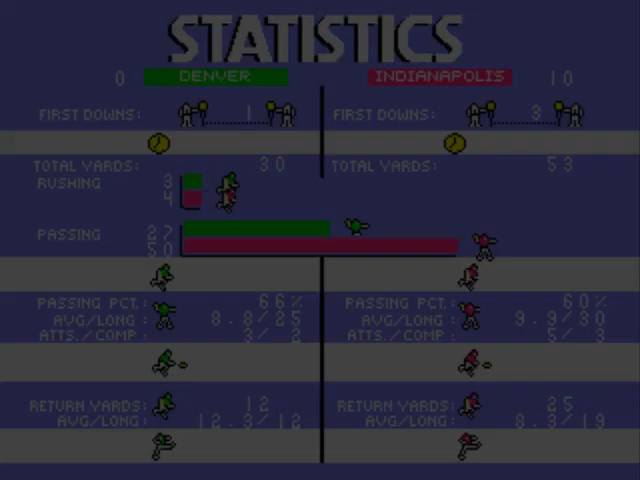 STATISTICS
0 DENVER INDIANAPOLIS 10
FIRST DOWNS: 1 FIRST DOWNS: 3
TOTAL YARDS: 30 TOTAL YARDS: 53
RUSHING 3
4
PASSING 27
50
PASSING PCT.: 66% PASSING PCT.: 60%
AVG/LONG: 8.8/25 AVG/LONG: 9.9/30
ATTS./COMP: 3/ 2 ATTS./COMP: 5/ 3
RETURN YARDS: 12 RETURN YARDS: 25
AVG/LONG: 12.3/12 AVG/LONG: 8.3/19